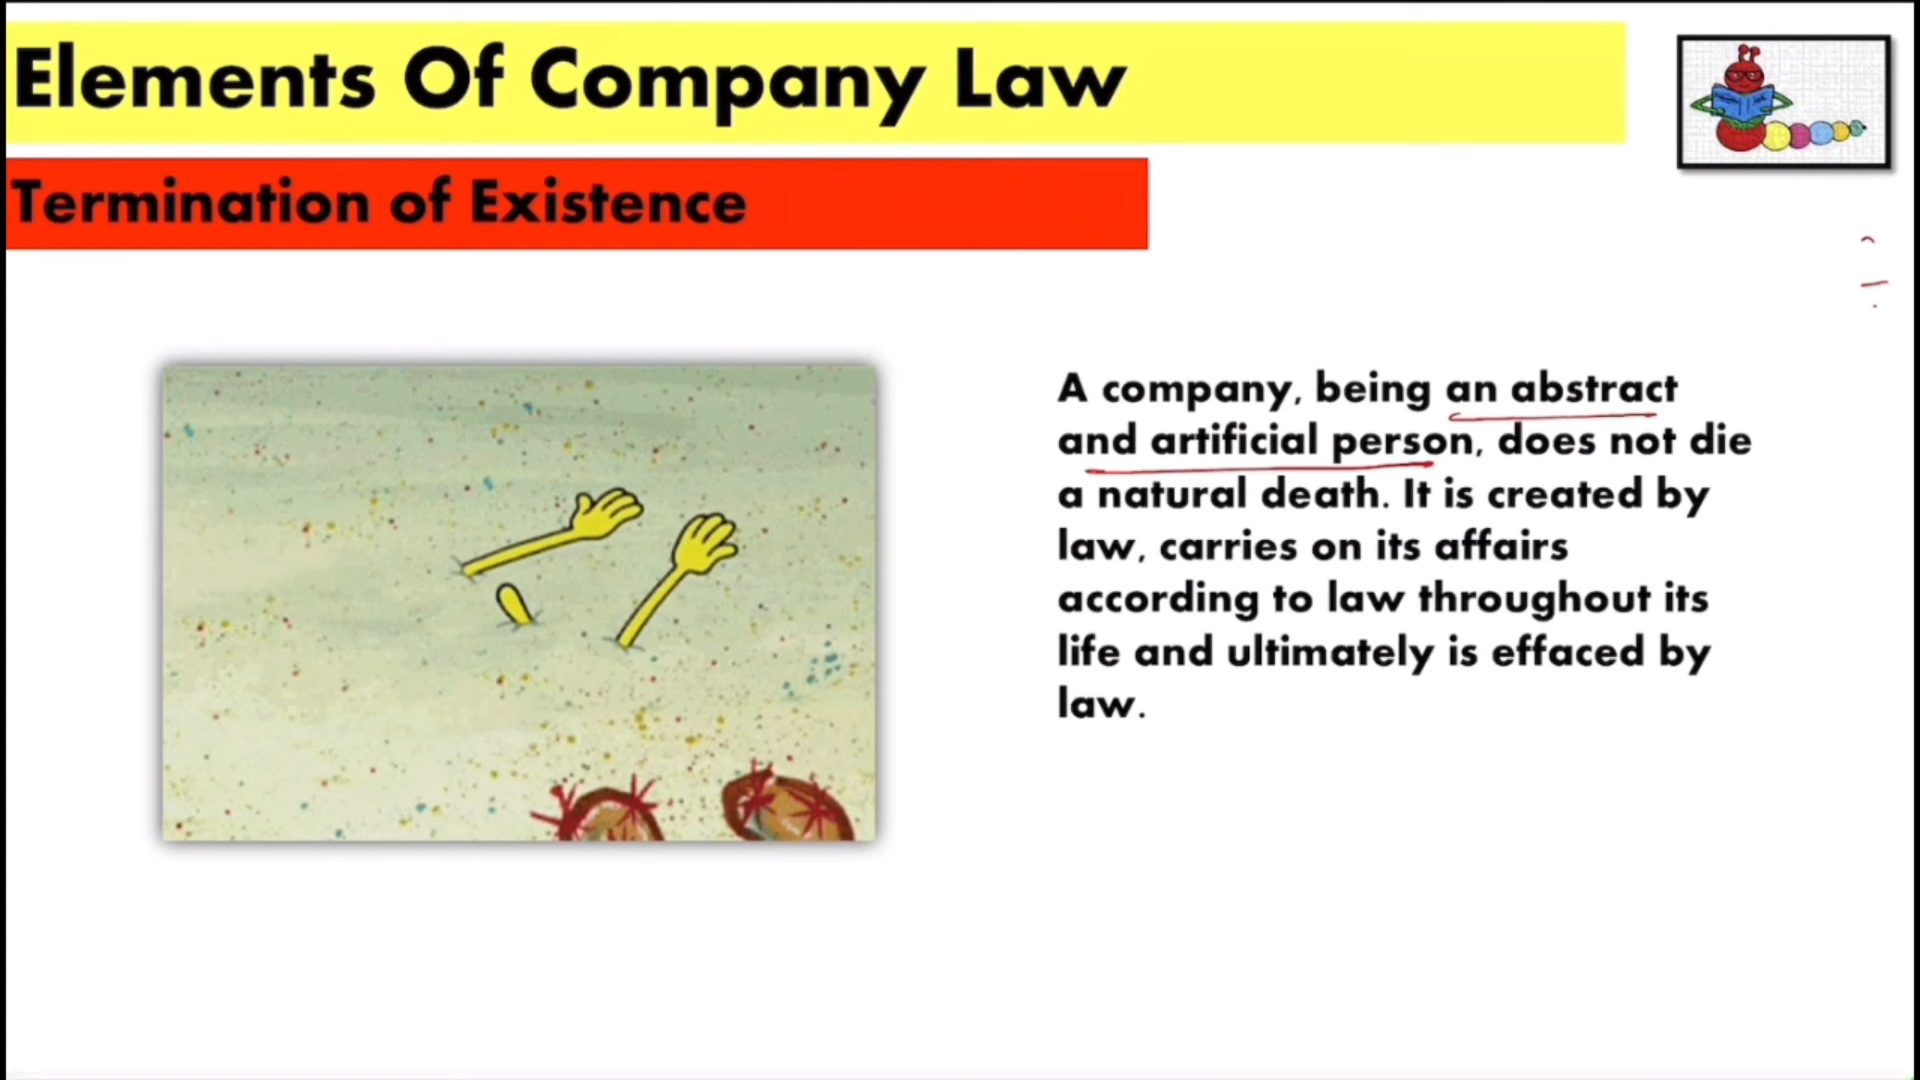 Elements Of Company Law
Termination of Existence
A company, being an abstract
and artificial person, does not die
a natural death. It is created by
law, carries on its affairs
according to law throughout its
life and ultimately is effaced by
law.